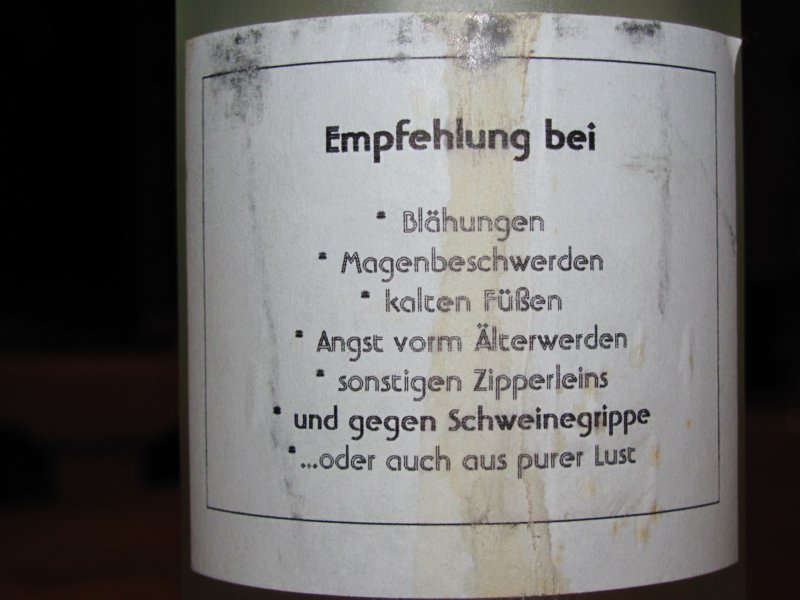 Empfehlung bei
* Blähungen
* Magenbeschwerden
* kalten Füßen
* Angst vorm Älterwerden
* sonstigen Zipperleins
* und gegen Schweinegrippe
*...oder auch aus purer Lust